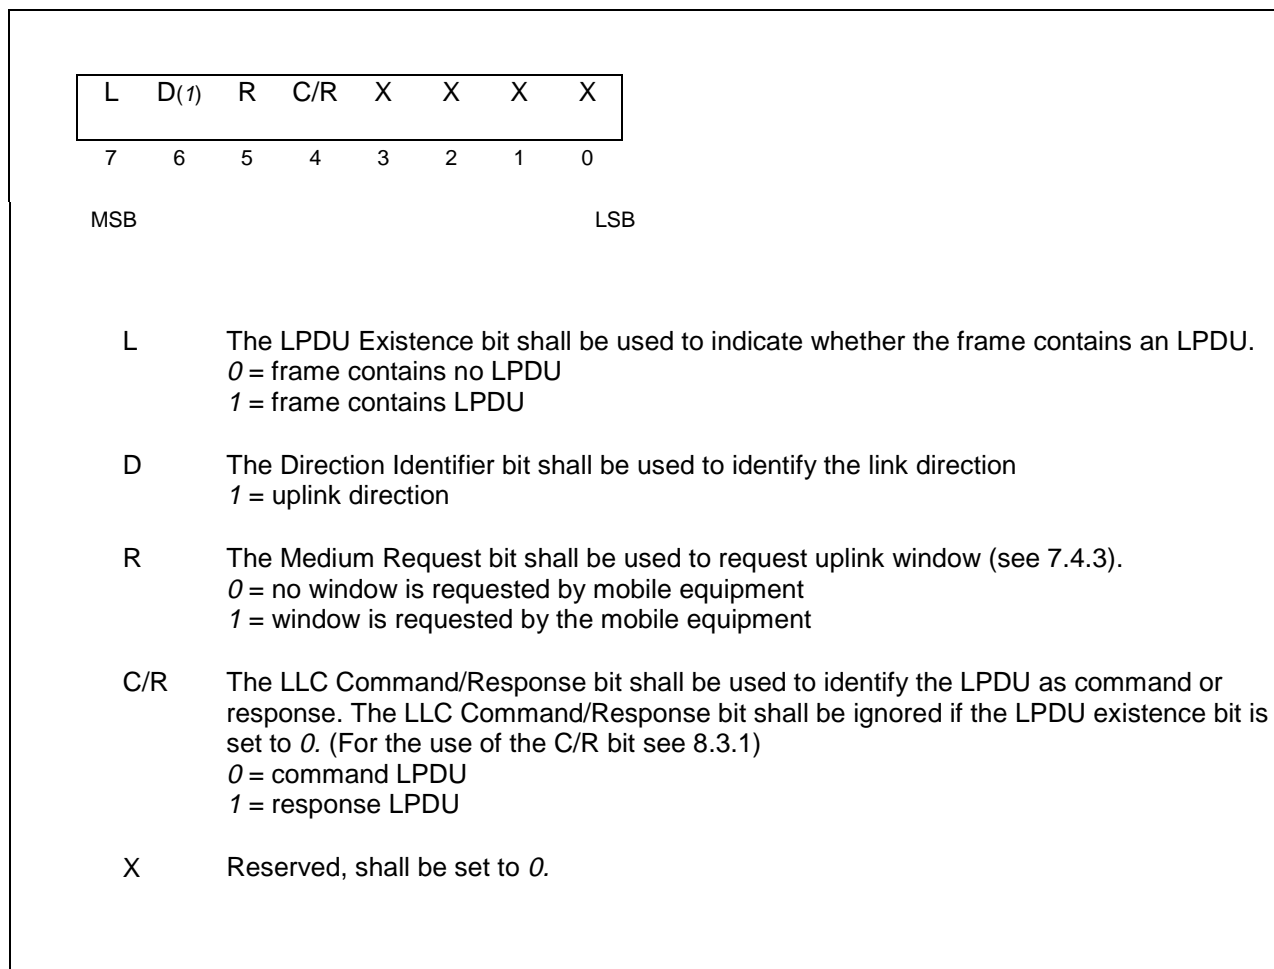 L D(1) R C/R X X X X
7 6 5 4 3 2 1 0
MSB LSB
L The LPDU Existence bit shall be used to indicate whether the frame contains an LPDU.
0 = frame contains no LPDU
1 = frame contains LPDU
D The Direction Identifier bit shall be used to identify the link direction
1 = uplink direction
R The Medium Request bit shall be used to request uplink window (see 7.4.3).
0 = no window is requested by mobile equipment
1 = window is requested by the mobile equipment
C/R The LLC Command/Response bit shall be used to identify the LPDU as command or
response. The LLC Command/Response bit shall be ignored if the LPDU existence bit is
set to 0. (For the use of the C/R bit see 8.3.1)
0 = command LPDU
1 = response LPDU
X Reserved, shall be set to 0.